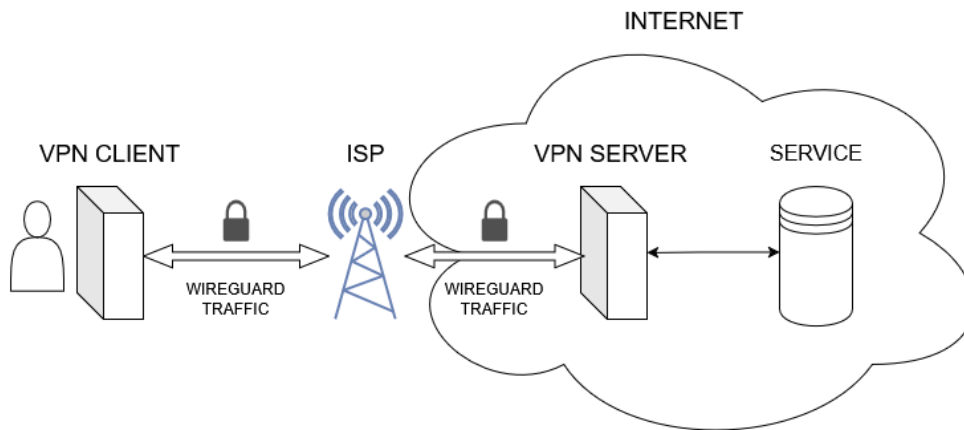 INTERNET
VPN CLIENT
ISP
VPN SERVER
SERVICE
WIREGUARD
TRAFFIC
WIREGUARD
TRAFFIC